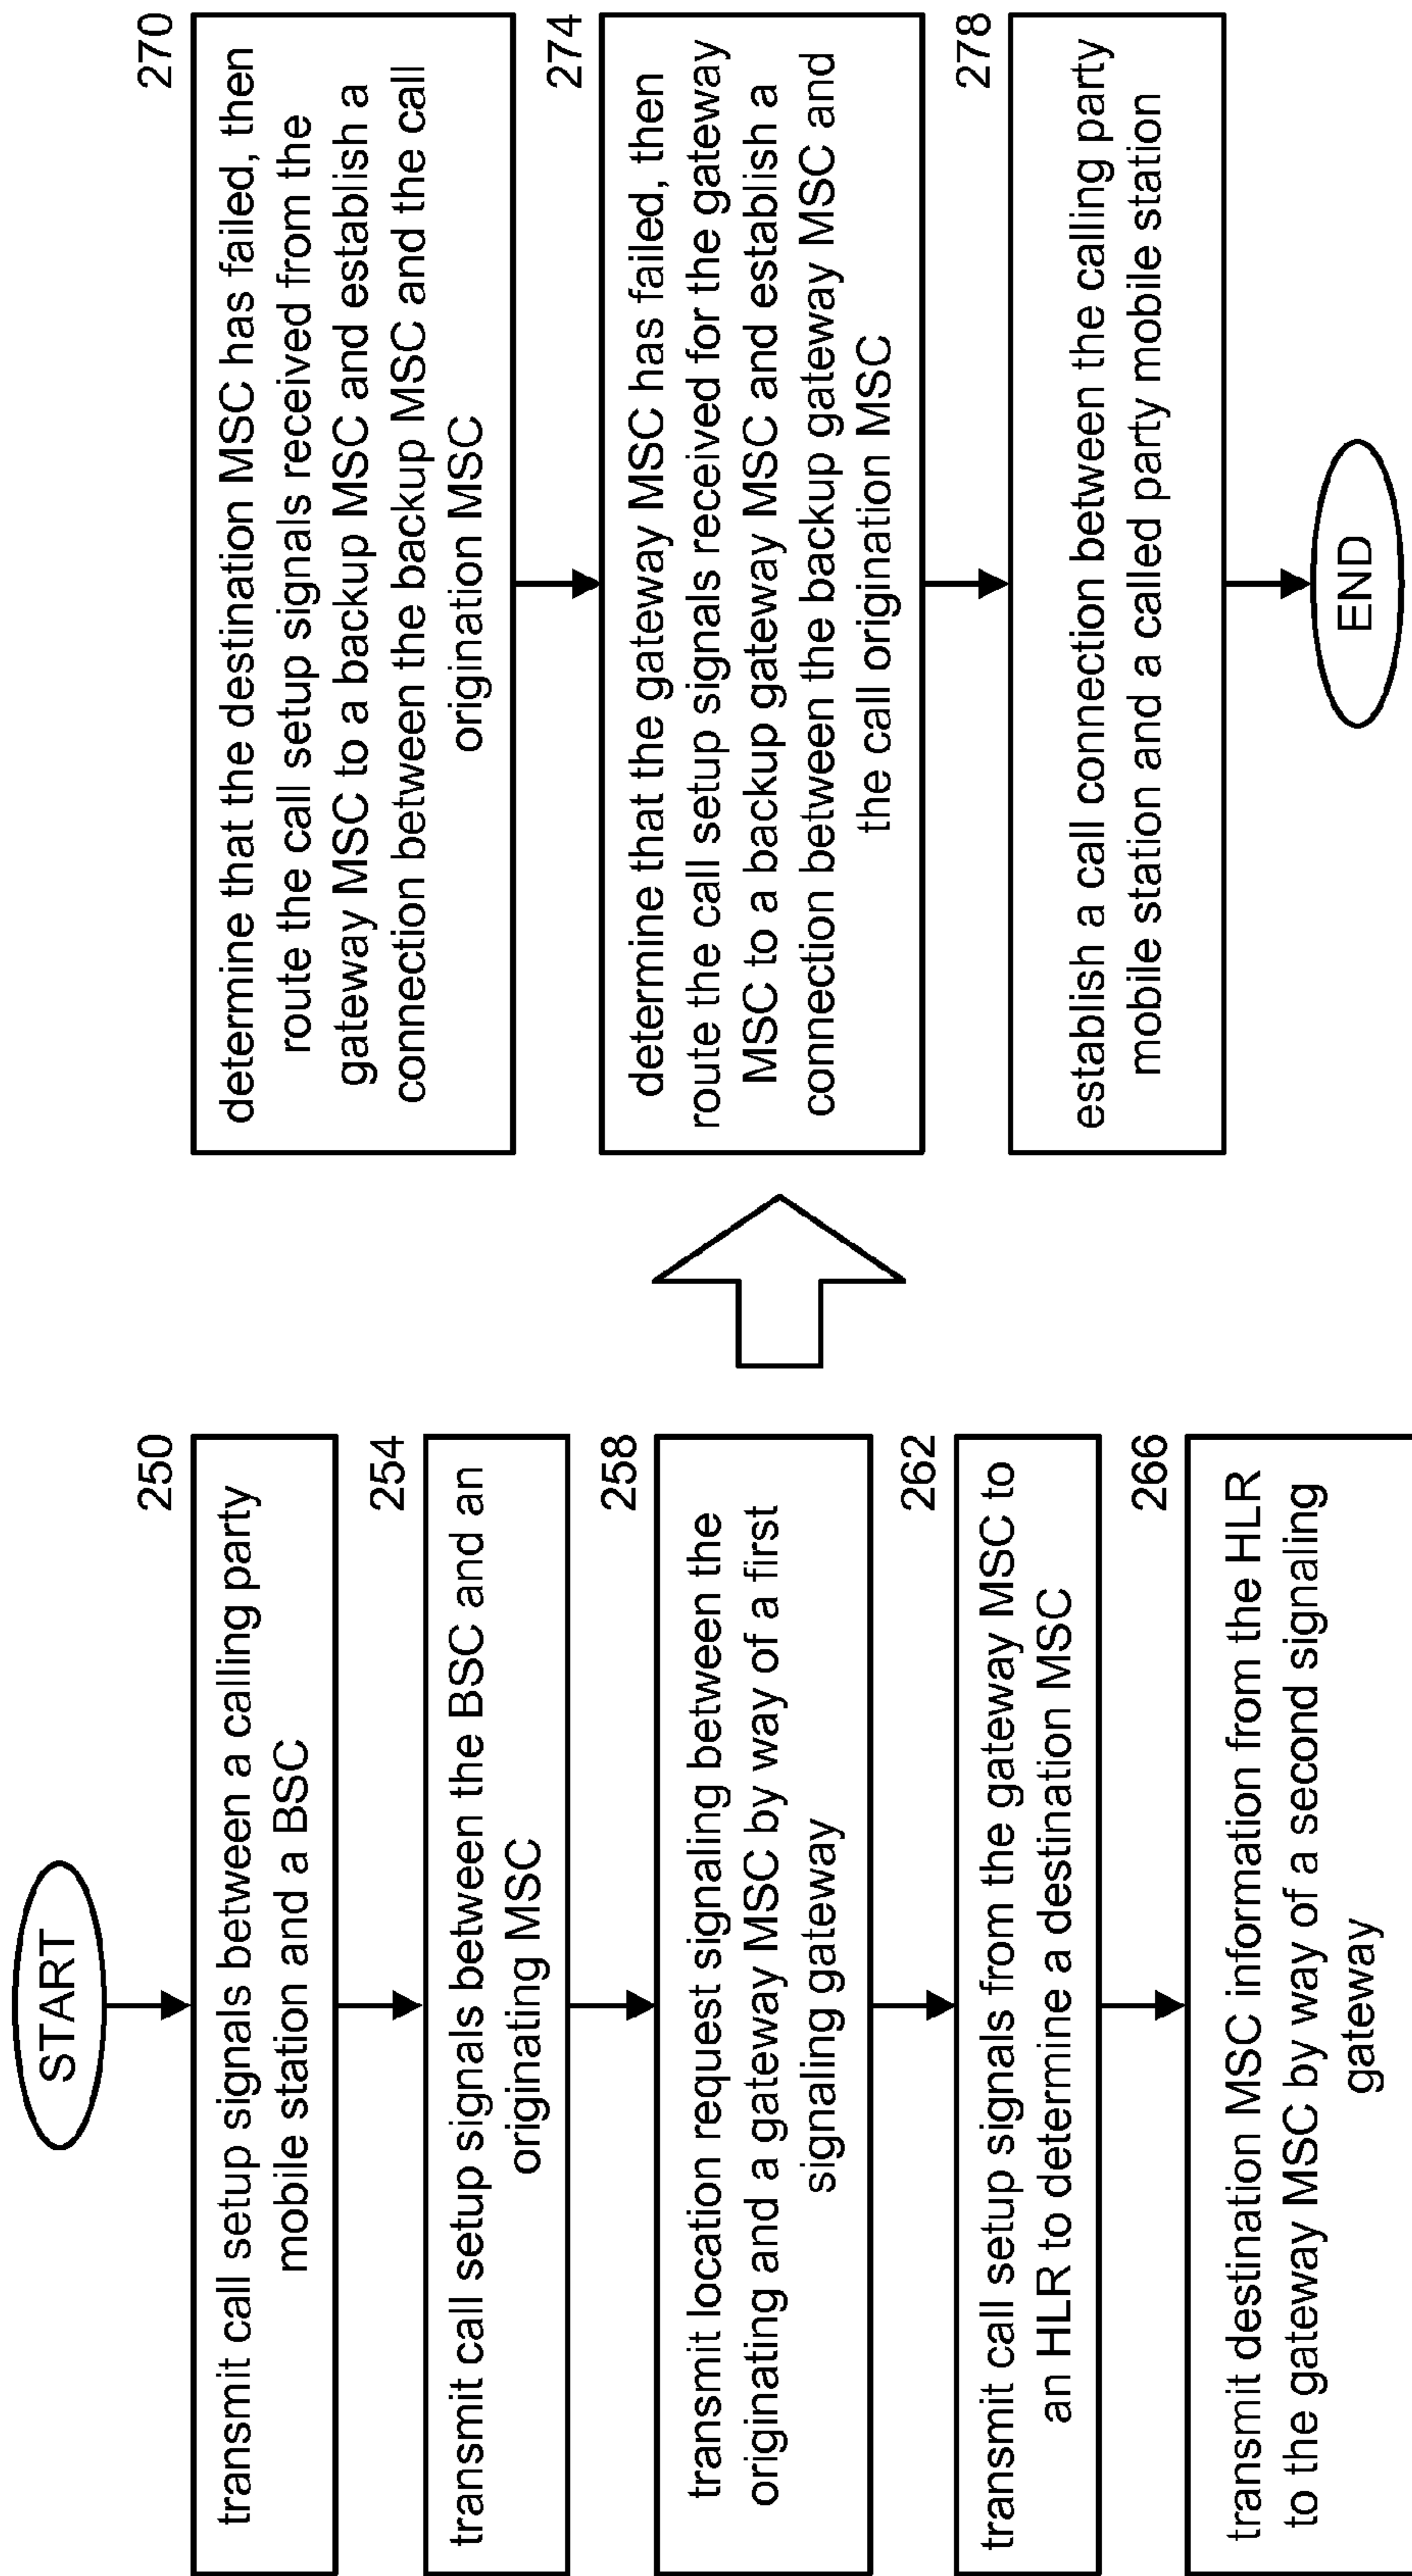 START
250
transmit call setup signals between a calling party
mobile station and a BSC
254
transmit call setup signals between the BSC and an
originating MSC
258
transmit location request signaling between the
originating and a gateway MSC by way of a first
signaling gateway
262
transmit call setup signals from the gateway MSC to
an HLR to determine a destination MSC
266
transmit destination MSC information from the HLR
to the gateway MSC by way of a second signaling
gateway
270
determine that the destination MSC has failed, then
route the call setup signals received from the
gateway MSC to a backup MSC and establish a
connection between the backup MSC and the call
origination MSC
274
determine that the gateway MSC has failed, then
route the call setup signals received for the gateway
MSC to a backup gateway MSC and establish a
connection between the backup gateway MSC and
the call origination MSC
278
establish a call connection between the calling party
mobile station and a called party mobile station
END